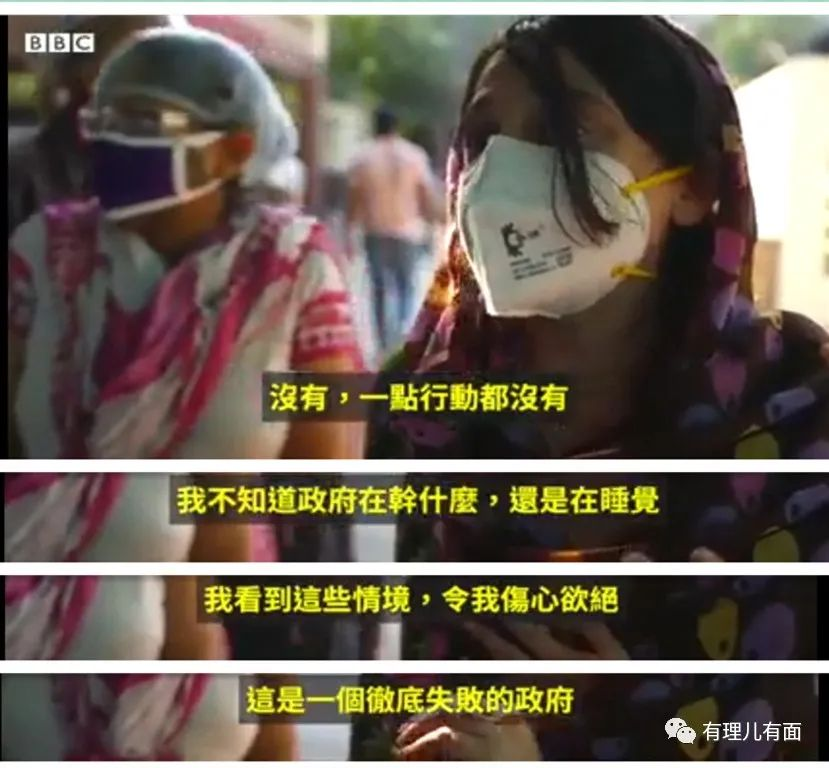 BBC
沒有，一點行動都沒有
我不知道政府在幹什麼，還是在睡覺
我看到這些情境，令我傷心欲絕
這是一個徹底失敗的政府
有理儿有面